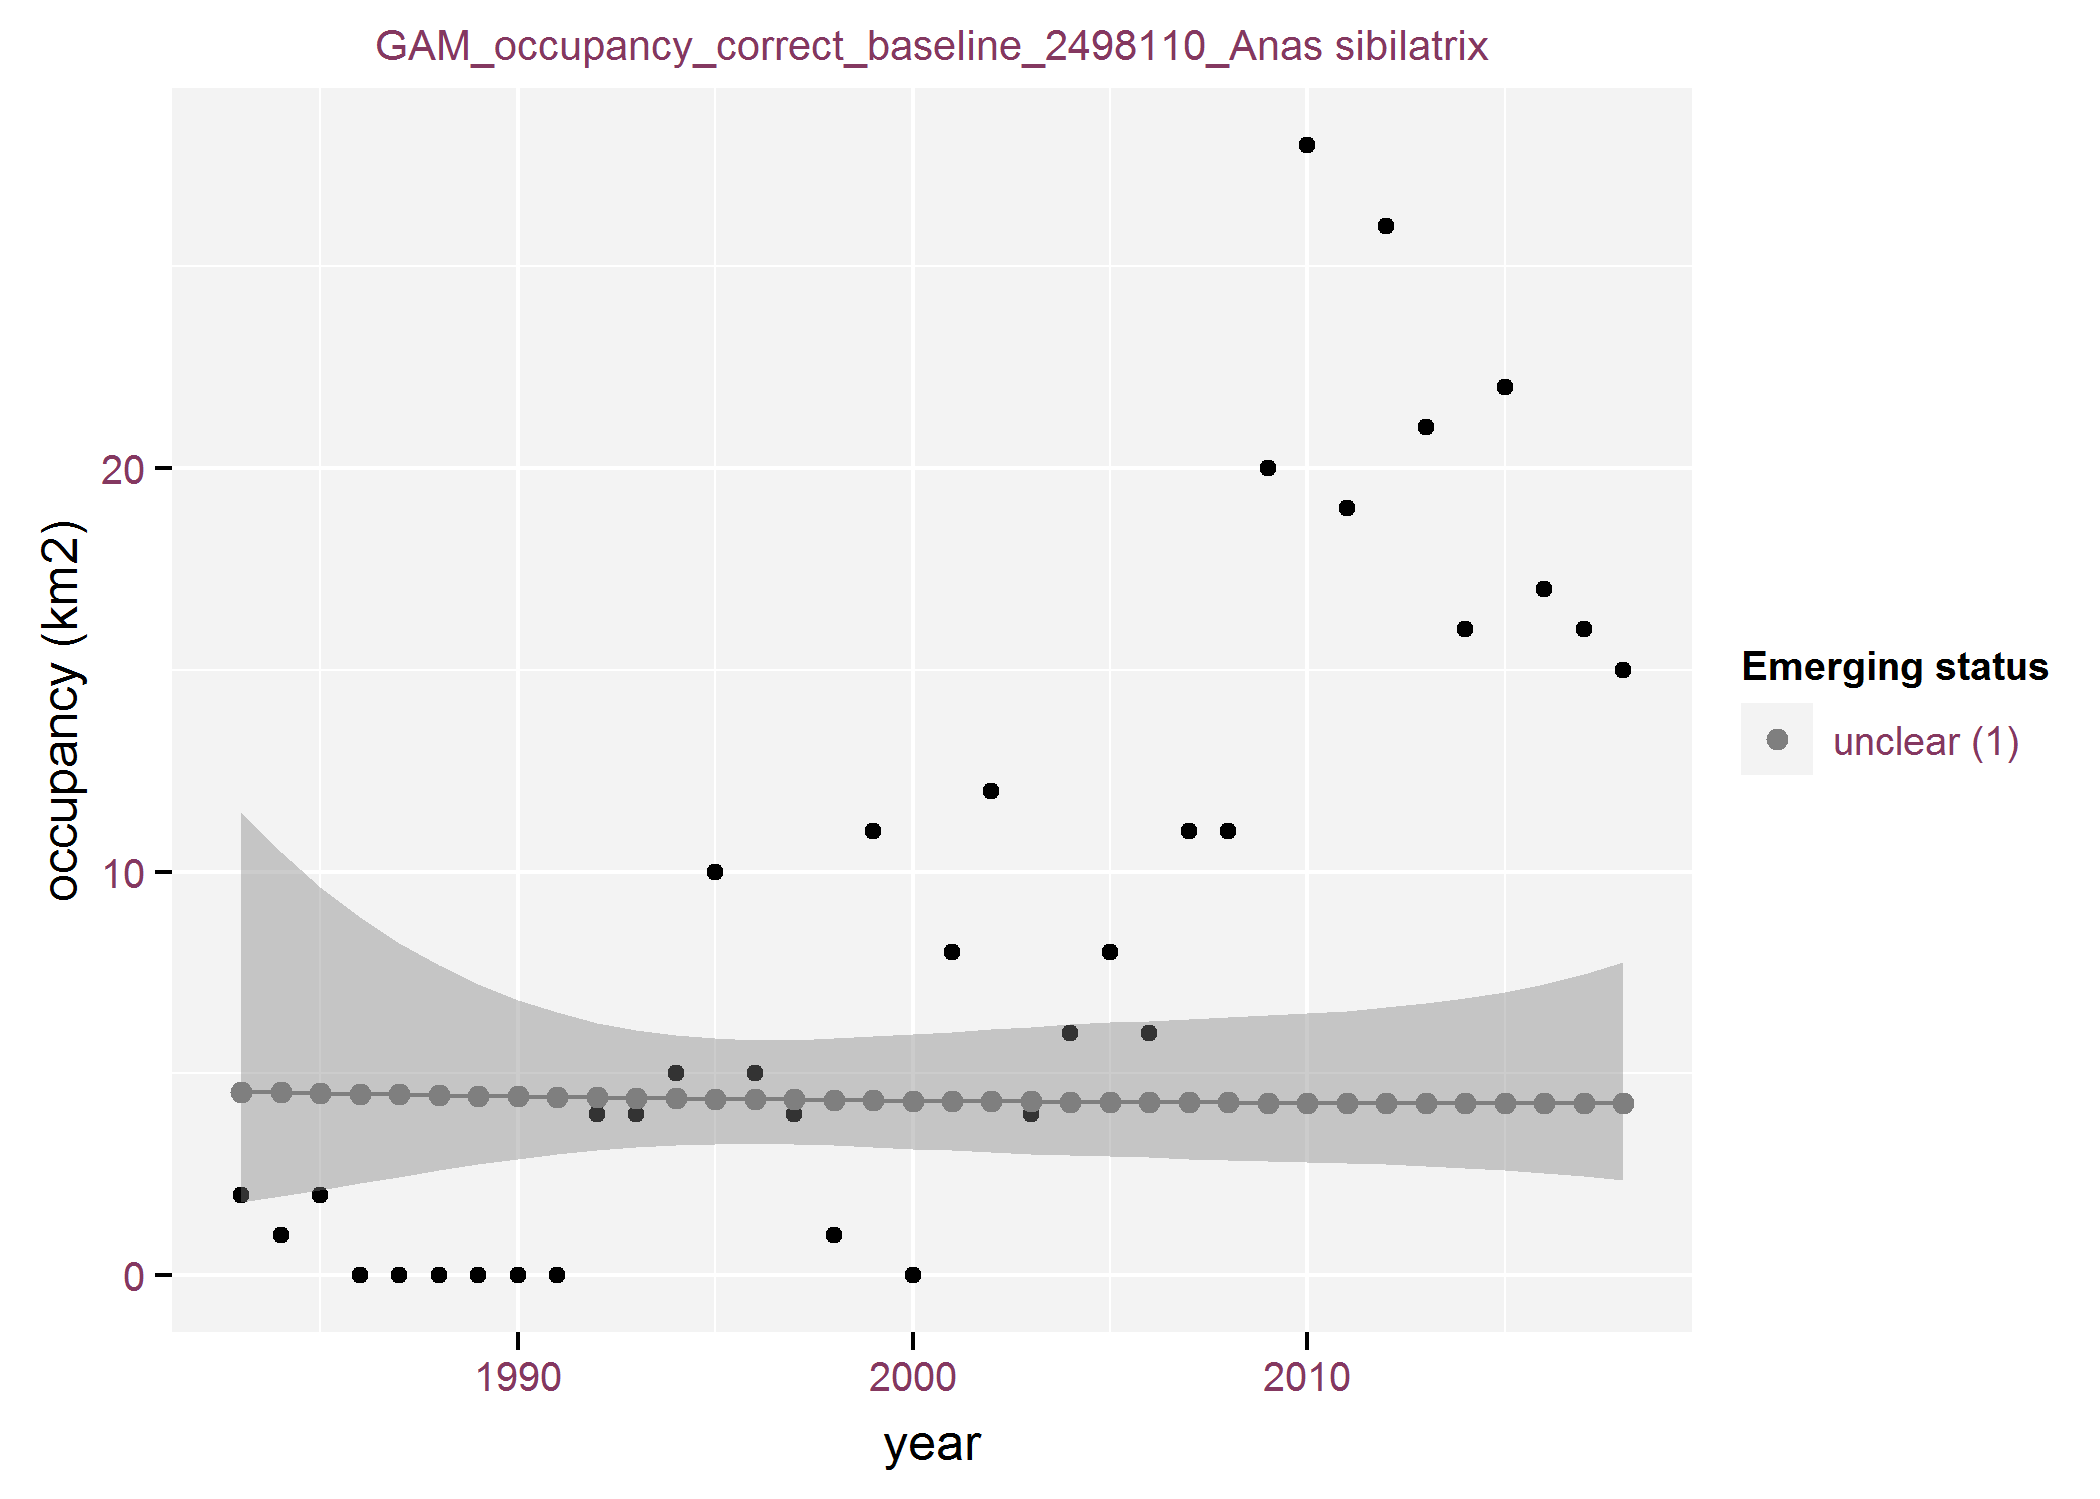 GAM_occupancy_correct_baseline_2498110_Anas sibilatrix
occupancy (km2)
20
10
0
1990
2000
2010
year
Emerging status
unclear (1)